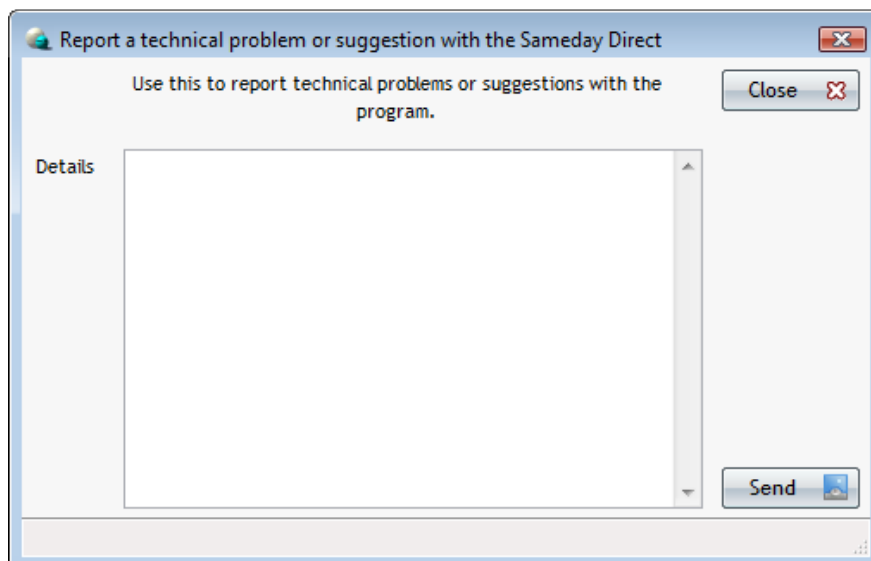 Report a technical problem or suggestion with the Sameday Direct
Use this to report technical problems or suggestions with the
program.
Close
Details
Send